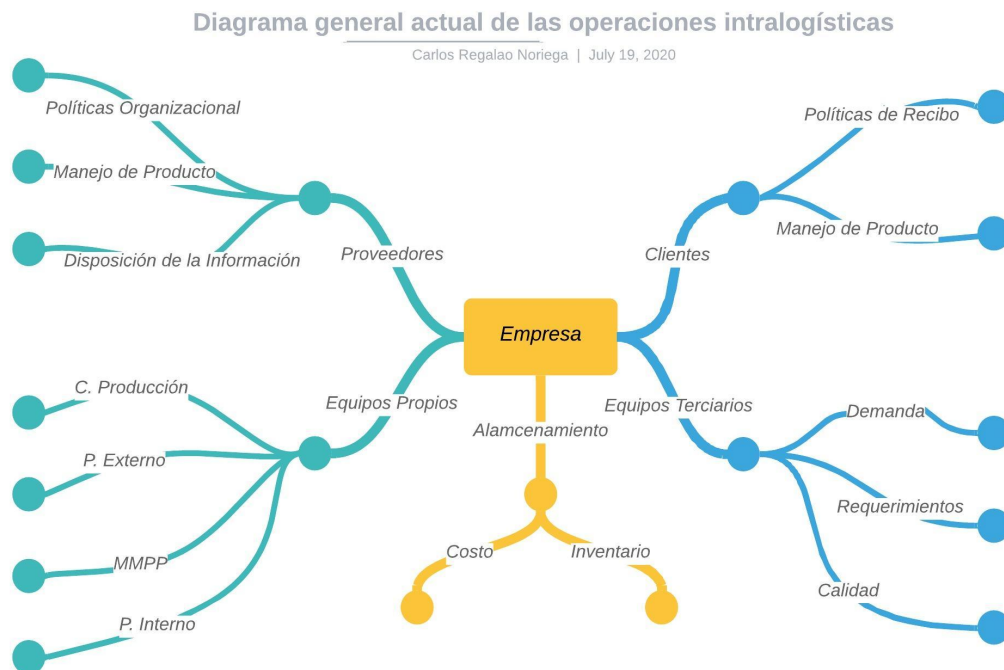 Diagrama general actual de las operaciones intralogísticas
Carlos Regalao Noriega | July 19, 2020
Políticas Organizacional
Manejo de Producto
Disposición de la Información
Proveedores
Políticas de Recibo
Manejo de Producto
Clientes
Empresa
C. Producción
P. Externo
MMPP
P. Interno
Equipos Propios
Alamcenamiento
Costo
Inventario
Equipos Terciarios
Demanda
Requerimientos
Calidad